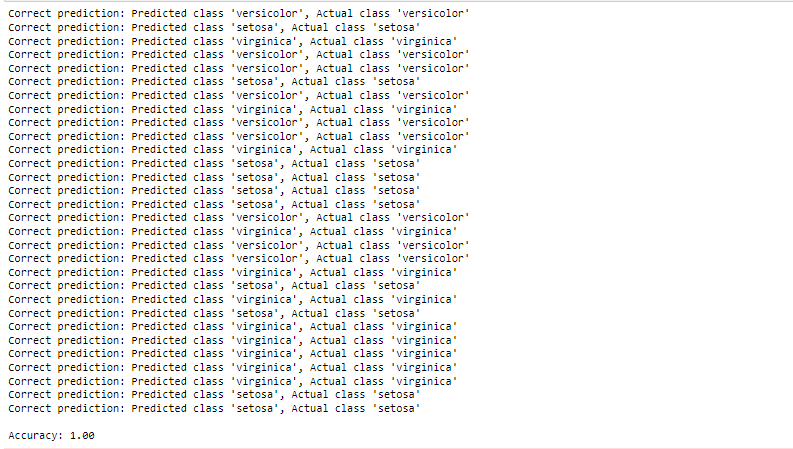 Correct prediction: Predicted class 'versicolor', Actual class 'versicolor'
Correct prediction: Predicted class 'setosa', Actual class 'setosa'
Correct prediction: Predicted class 'virginica', Actual class 'virginica'
Correct prediction: Predicted class 'versicolor', Actual class 'versicolor'
Correct prediction: Predicted class 'versicolor', Actual class 'versicolor'
Correct prediction: Predicted class 'setosa', Actual class 'setosa'
Correct prediction: Predicted class 'versicolor', Actual class 'versicolor'
Correct prediction: Predicted class 'virginica', Actual class 'virginica'
Correct prediction: Predicted class 'versicolor', Actual class 'versicolor'
Correct prediction: Predicted class 'versicolor', Actual class 'versicolor'
Correct prediction: Predicted class 'virginica', Actual class 'virginica'
Correct prediction: Predicted class 'setosa', Actual class 'setosa'
Correct prediction: Predicted class 'setosa', Actual class 'setosa'
Correct prediction: Predicted class 'setosa', Actual class 'setosa'
Correct prediction: Predicted class 'setosa', Actual class 'setosa'
Correct prediction: Predicted class 'versicolor', Actual class 'versicolor'
Correct prediction: Predicted class 'virginica', Actual class 'virginica'
Correct prediction: Predicted class 'versicolor', Actual class 'versicolor'
Correct prediction: Predicted class 'versicolor', Actual class 'versicolor'
Correct prediction: Predicted class 'virginica', Actual class 'virginica'
Correct prediction: Predicted class 'setosa', Actual class 'setosa'
Correct prediction: Predicted class 'virginica', Actual class 'virginica'
Correct prediction: Predicted class 'setosa', Actual class 'setosa'
Correct prediction: Predicted class 'virginica', Actual class 'virginica'
Correct prediction: Predicted class 'virginica', Actual class 'virginica'
Correct prediction: Predicted class 'virginica', Actual class 'virginica'
Correct prediction: Predicted class 'virginica', Actual class 'virginica'
Correct prediction: Predicted class 'virginica', Actual class 'virginica'
Correct prediction: Predicted class 'setosa', Actual class 'setosa'
Correct prediction: Predicted class 'setosa', Actual class 'setosa'
Accuracy: 1.00